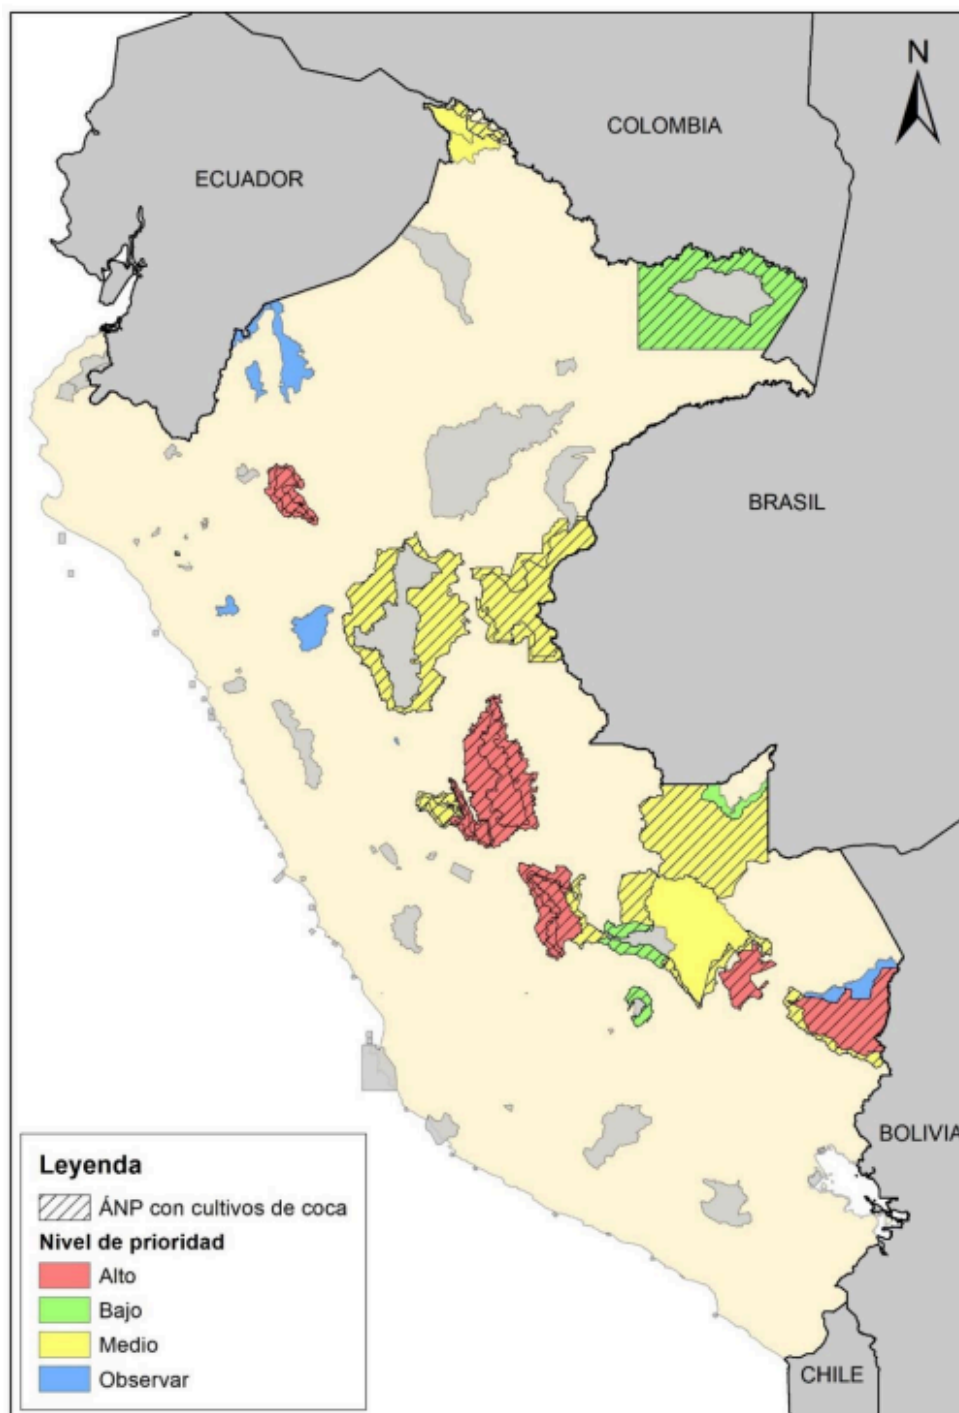 N
COLOMBIA
ECUADOR
BRASIL
BOLIVIA
CHILE
Leyenda
ÁNP con cultivos de coca
Nivel de prioridad
Alto
Bajo
Medio
Observar